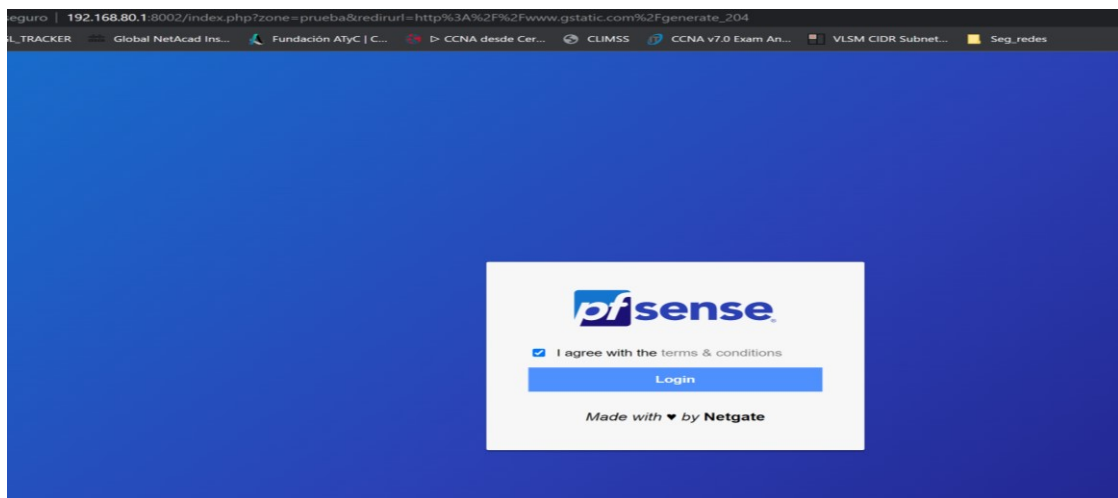 seguro | 192.168.80.1:8002/index.php?zone=prueba&redirurl=http%3A%2F%2Fwww.gstatic.com%2Fgenerate_204
L_TRACKER Global NetAcad Ins... Fundación ATyC | C... ▷ CCNA desde Cer... CLIMSS CCNA v7.0 Exam An... VLSM CIDR Subnet... Seg_redes
pfsense
I agree with the terms & conditions
Login
Made with ♥ by Netgate